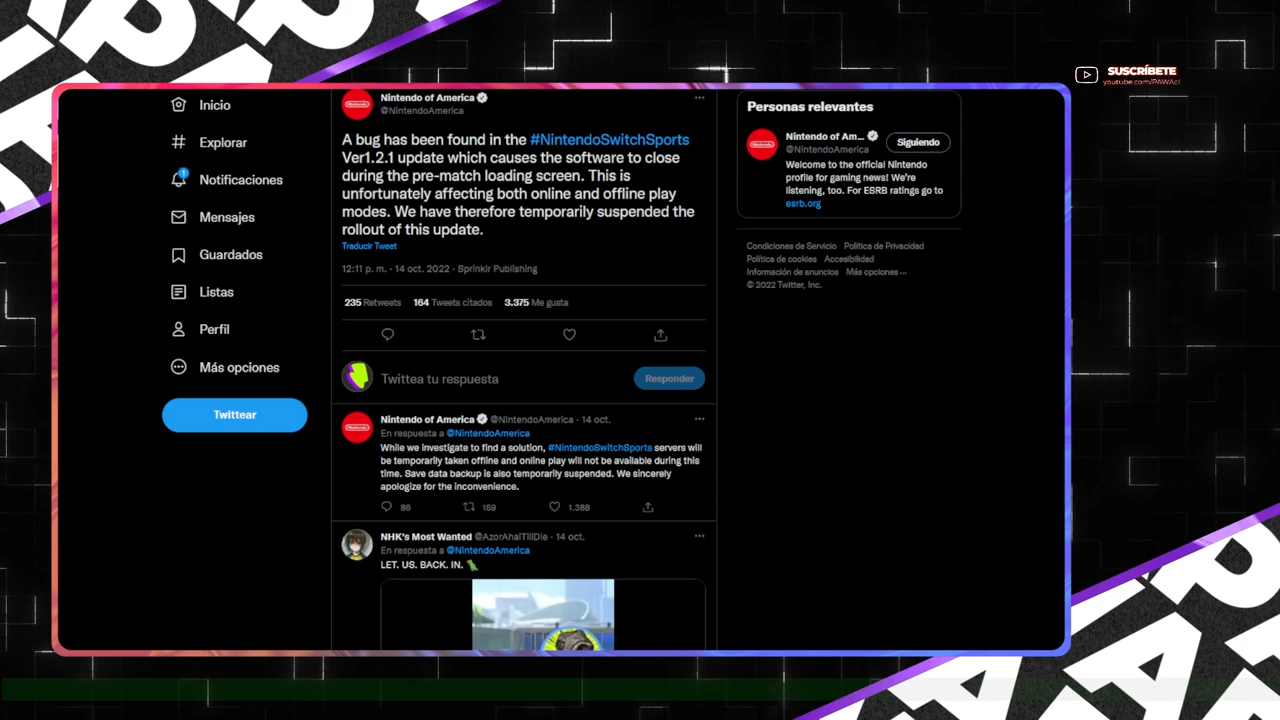 SUSCRÍBETE
youtube.com/PAWAcl
Inicio
Explorar
1
Notificaciones
Mensajes
Guardados
Listas
Perfil
Más opciones
Twittear
Nintendo of America
@NintendoAmerica
A bug has been found in the #NintendoSwitchSports
Ver1.2.1 update which causes the software to close
during the pre-match loading screen. This is
unfortunately affecting both online and offline play
modes. We have therefore temporarily suspended the
rollout of this update.
Traducir Tweet
12:11 p. m. · 14 oct. 2022 · Sprinklr Publishing
235 Retweets 164 Tweets citados 3.375 Me gusta
Twittea tu respuesta
Responder
Nintendo of America @NintendoAmerica · 14 oct.
En respuesta a @NintendoAmerica
While we investigate to find a solution, #NintendoSwitchSports servers will
be temporarily taken offline and online play will not be available during this
time. Save data backup is also temporarily suspended. We sincerely
apologize for the inconvenience.
86 159 1.388
NHK's Most Wanted @AzorAhaiTillDie · 14 oct.
En respuesta a @NintendoAmerica
LET. US. BACK. IN.
Personas relevantes
Nintendo of Am...
@NintendoAmerica
Siguiendo
Welcome to the official Nintendo
profile for gaming news! We're
listening, too. For ESRB ratings go to
esrb.org
Condiciones de Servicio Política de Privacidad
Política de cookies Accesibilidad
Información de anuncios Más opciones ···
© 2022 Twitter, Inc.